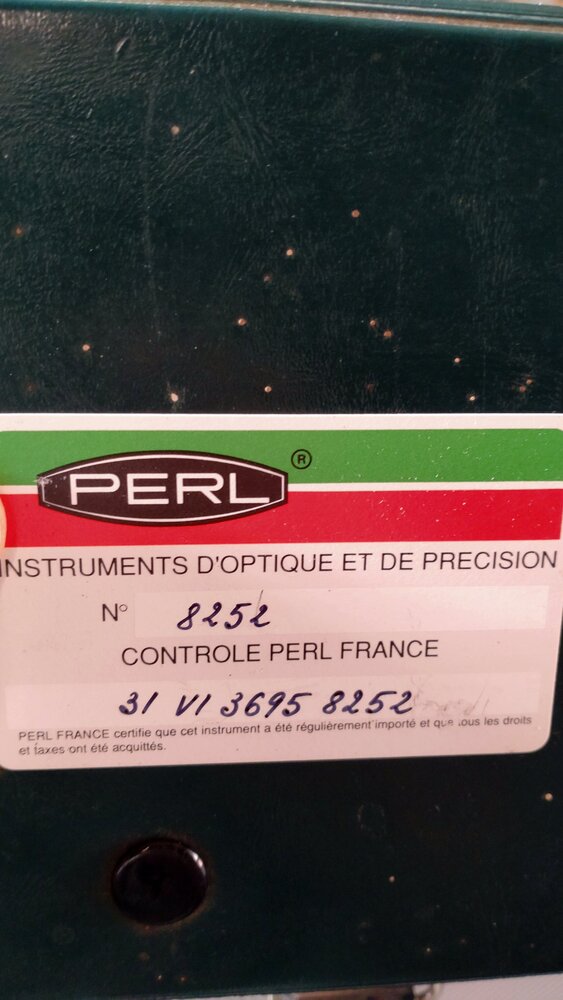 PERL ®
INSTRUMENTS D'OPTIQUE ET DE PRECISION
N° 8252
CONTROLE PERL FRANCE
31 VI 3695 8252
PERL FRANCE certifie que cet instrument a été régulièrement importé et que tous les droits
et taxes ont été acquittés.